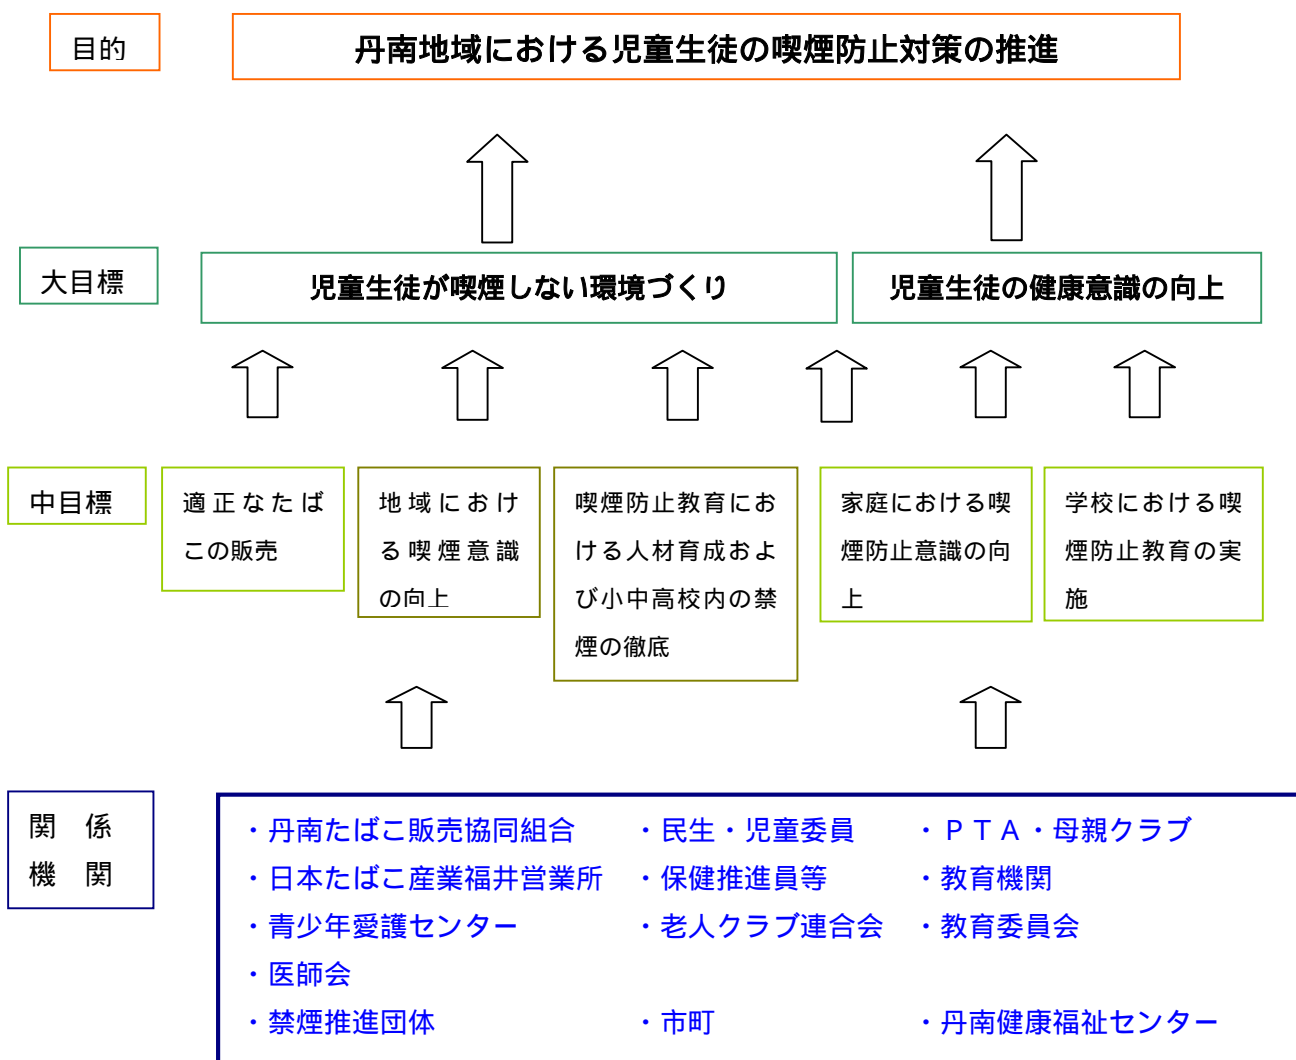 目的
丹南地域における児童生徒の喫煙防止対策の推進
大目標
児童生徒が喫煙しない環境づくり
児童生徒の健康意識の向上
中目標
適正なたば
この販売
地域におけ
る喫煙意識
の向上
喫煙防止教育にお
ける人材育成およ
び小中高校内の禁
煙の徹底
家庭における喫
煙防止意識の向
上
学校における喫
煙防止教育の実
施
関 係
機 関
・丹南たばこ販売協同組合 ・民生・児童委員 ・ＰＴＡ・母親クラブ
・日本たばこ産業福井営業所 ・保健推進員等 ・教育機関
・青少年愛護センター ・老人クラブ連合会 ・教育委員会
・医師会
・禁煙推進団体 ・市町 ・丹南健康福祉センター